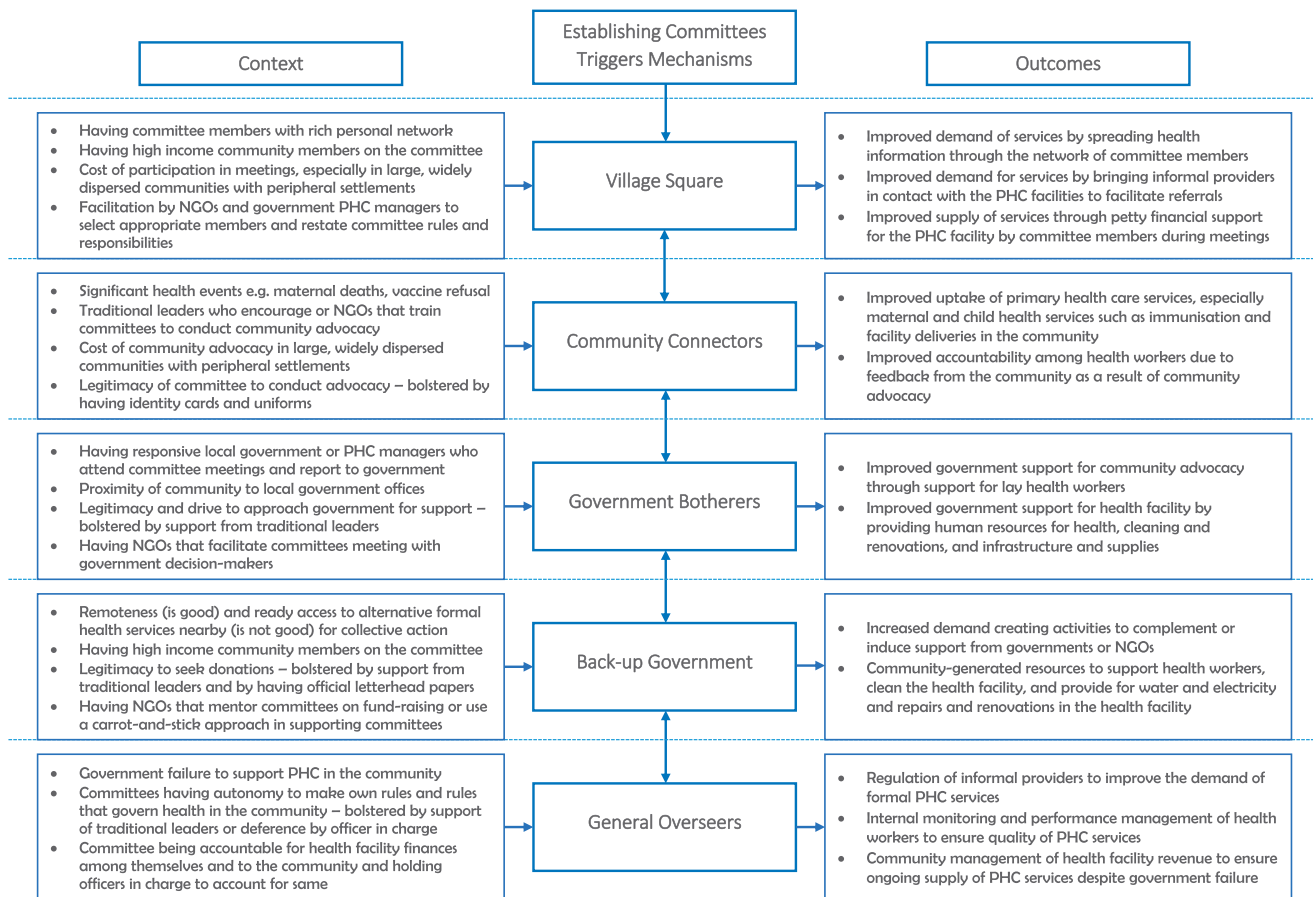 Establishing Committees
Triggers Mechanisms
Context
Outcomes
• Having committee members with rich personal network
• Having high income community members on the committee
• Cost of participation in meetings, especially in large, widely
dispersed communities with peripheral settlements
• Facilitation by NGOs and government PHC managers to
select appropriate members and restate committee rules and
responsibilities
Village Square
• Improved demand of services by spreading health
information through the network of committee members
• Improved demand for services by bringing informal providers
in contact with the PHC facilities to facilitate referrals
• Improved supply of services through petty financial support
for the PHC facility by committee members during meetings
• Significant health events e.g. maternal deaths, vaccine refusal
• Traditional leaders who encourage or NGOs that train
committees to conduct community advocacy
• Cost of community advocacy in large, widely dispersed
communities with peripheral settlements
• Legitimacy of committee to conduct advocacy – bolstered by
having identity cards and uniforms
Community Connectors
• Improved uptake of primary health care services, especially
maternal and child health services such as immunisation and
facility deliveries in the community
• Improved accountability among health workers due to
feedback from the community as a result of community
advocacy
• Having responsive local government or PHC managers who
attend committee meetings and report to government
• Proximity of community to local government offices
• Legitimacy and drive to approach government for support –
bolstered by support from traditional leaders
• Having NGOs that facilitate committees meeting with
government decision-makers
Government Botherers
• Improved government support for community advocacy
through support for lay health workers
• Improved government support for health facility by
providing human resources for health, cleaning and
renovations, and infrastructure and supplies
• Remoteness (is good) and ready access to alternative formal
health services nearby (is not good) for collective action
• Having high income community members on the committee
• Legitimacy to seek donations – bolstered by support from
traditional leaders and by having official letterhead papers
• Having NGOs that mentor committees on fund-raising or use
a carrot-and-stick approach in supporting committees
Back-up Government
• Increased demand creating activities to complement or
induce support from governments or NGOs
• Community-generated resources to support health workers,
clean the health facility, and provide for water and electricity
and repairs and renovations in the health facility
• Government failure to support PHC in the community
• Committees having autonomy to make own rules and rules
that govern health in the community – bolstered by support
of traditional leaders or deference by officer in charge
• Committee being accountable for health facility finances
among themselves and to the community and holding
officers in charge to account for same
General Overseers
• Regulation of informal providers to improve the demand of
formal PHC services
• Internal monitoring and performance management of health
workers to ensure quality of PHC services
• Community management of health facility revenue to ensure
ongoing supply of PHC services despite government failure